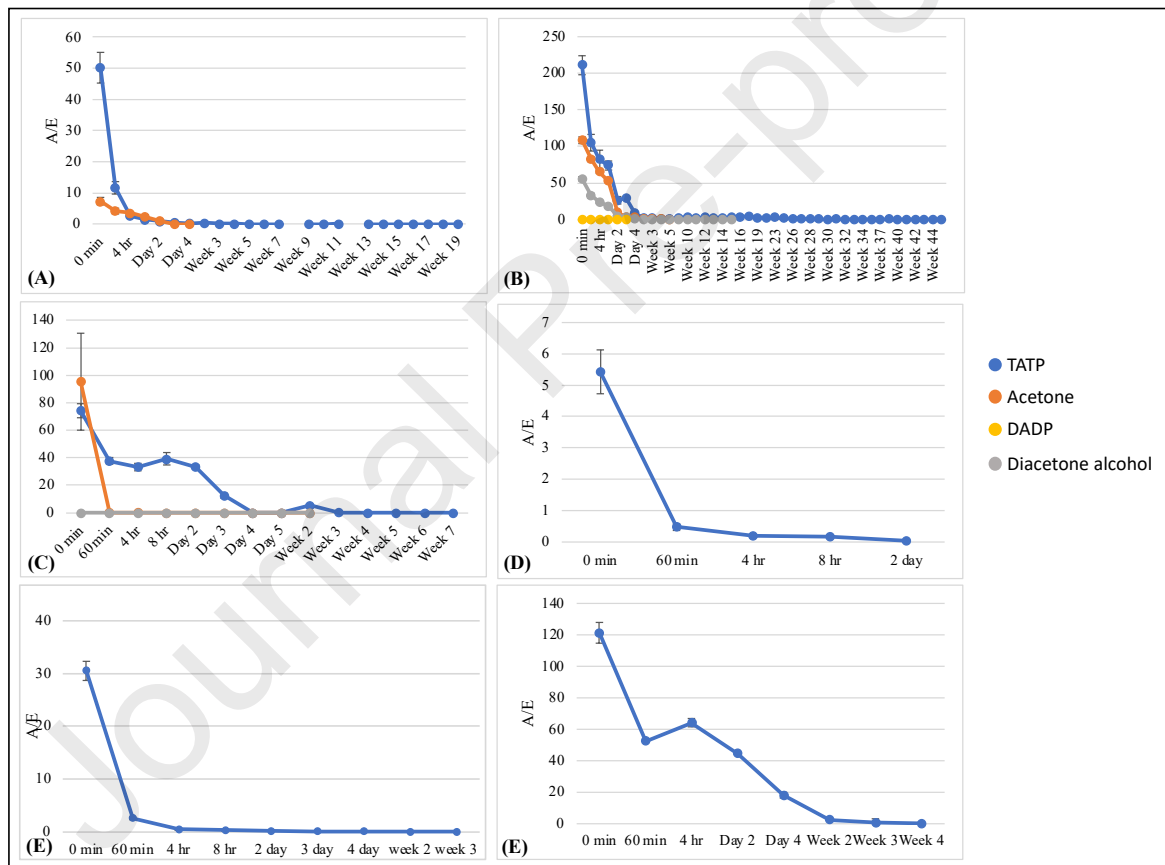 60
50
40
30
20
10
0
A/E
0 min
4 hr
Day 2
Day 4
Week 3
Week 5
Week 7
Week 9
Week 11
Week 13
Week 15
Week 17
Week 19
(A)
250
200
150
100
50
0
A/E
0 min
4 hr
Day 2
Day 4
Week 3
Week 5
Week 10
Week 12
Week 14
Week 16
Week 19
Week 23
Week 26
Week 28
Week 30
Week 32
Week 34
Week 37
Week 40
Week 42
Week 44
(B)
140
120
100
80
60
40
20
0
A/E
0 min
60 min
4 hr
8 hr
Day 2
Day 3
Day 4
Day 5
Week 2
Week 3
Week 4
Week 5
Week 6
Week 7
(C)
7
6
5
4
3
2
1
0
A/E
0 min
60 min
4 hr
8 hr
2 day
(D)
TATP
Acetone
DADP
Diacetone alcohol
40
30
20
10
0
A/E
0 min
60 min
4 hr
8 hr
2 day
3 day
4 day
week 2
week 3
(E)
140
120
100
80
60
40
20
0
A/E
0 min
60 min
4 hr
Day 2
Day 4
Week 2
Week 3
Week 4
(E)
Journal Pre-pro